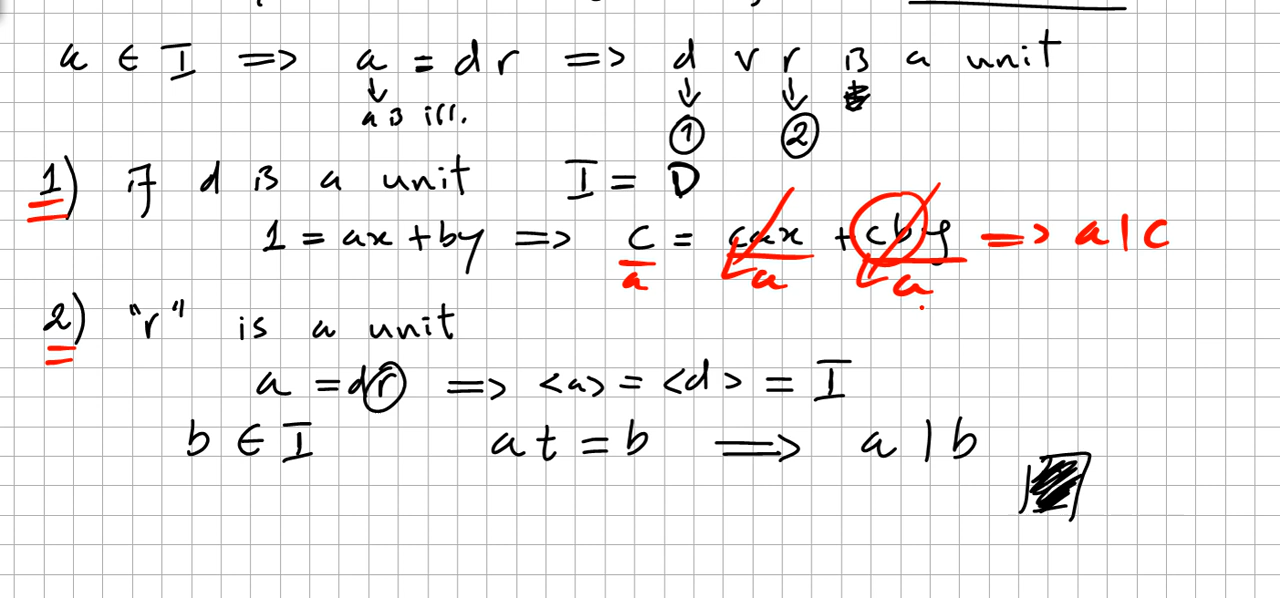 a ∈ I => a = dr => d v r is a unit
↓ ↓ ↓
a is irr. ① ②
1) if d is a unit I = D
1 = ax + by => c = cax + cby => a | c
a a a
2) "r" is a unit
a = dr => <a> = <d> = I
b ∈ I at = b => a | b